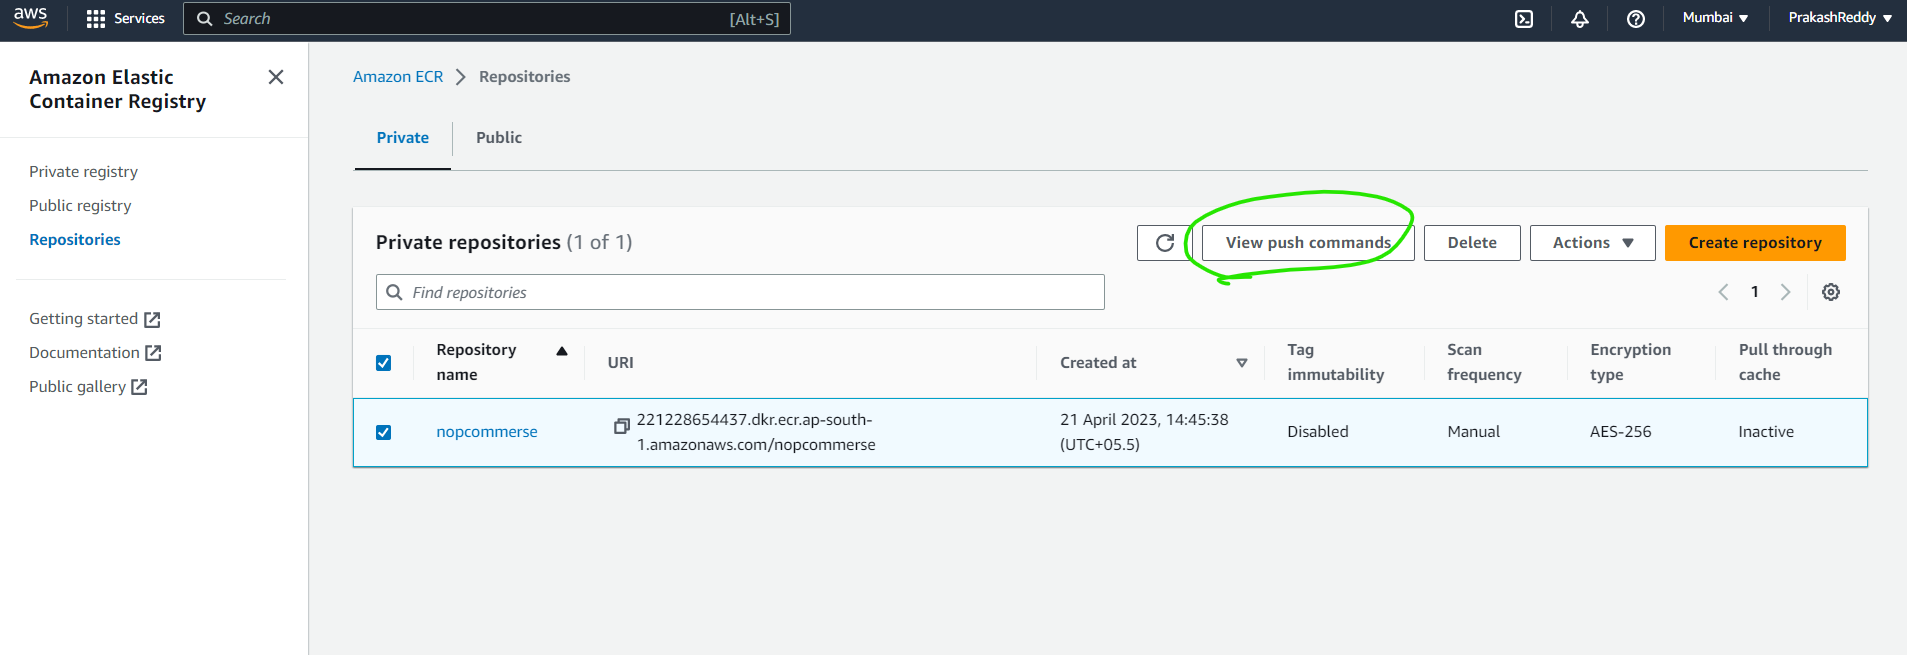 aws
Services
Search
[Alt+S]
Mumbai ▼
PrakashReddy ▼
Amazon Elastic
Container Registry
Private registry
Public registry
Repositories
Getting started
Documentation
Public gallery
Amazon ECR > Repositories
Private
Public
Private repositories (1 of 1)
View push commands
Delete
Actions ▼
Create repository
Find repositories
1
Repository
name
URI
Created at
Tag
immutability
Scan
frequency
Encryption
type
Pull through
cache
nopcommerse
221228654437.dkr.ecr.ap-south-
1.amazonaws.com/nopcommerse
21 April 2023, 14:45:38
(UTC+05.5)
Disabled
Manual
AES-256
Inactive